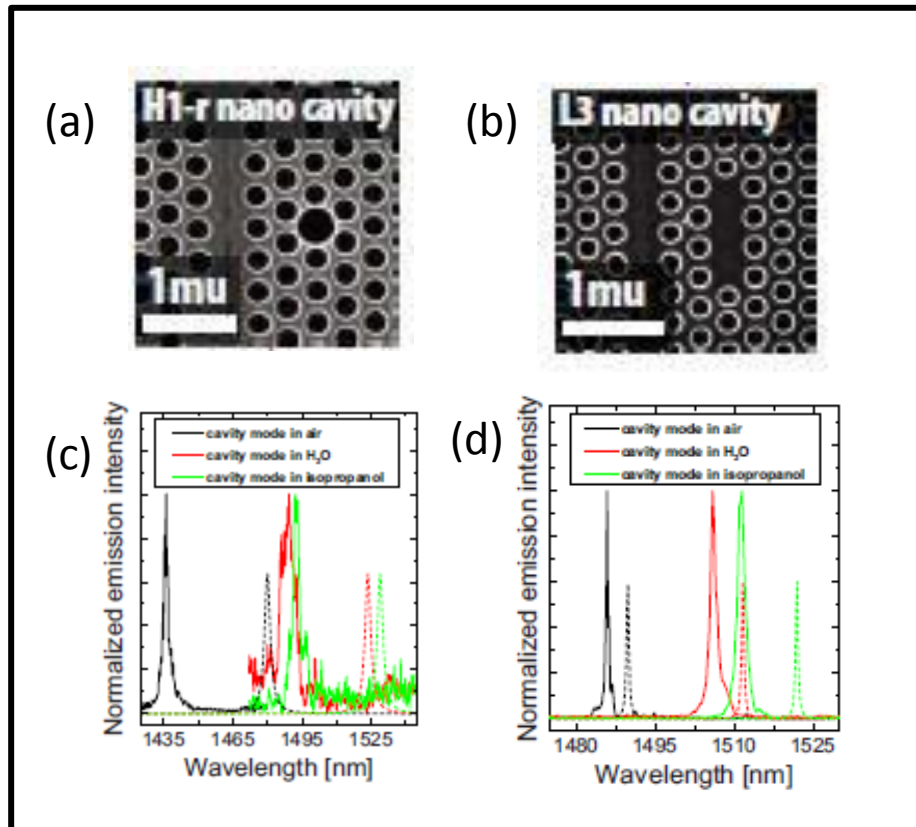 (a)
H1-r nano cavity
1mu
(b)
L3 nano cavity
1mu
(c)
Normalized emission intensity
cavity mode in air
cavity mode in H₂O
cavity mode in isopropanol
1435 1465 1495 1525
Wavelength [nm]
(d)
Normalized emission intensity
cavity mode in air
cavity mode in H₂O
cavity mode in isopropanol
1480 1495 1510 1525
Wavelength [nm]